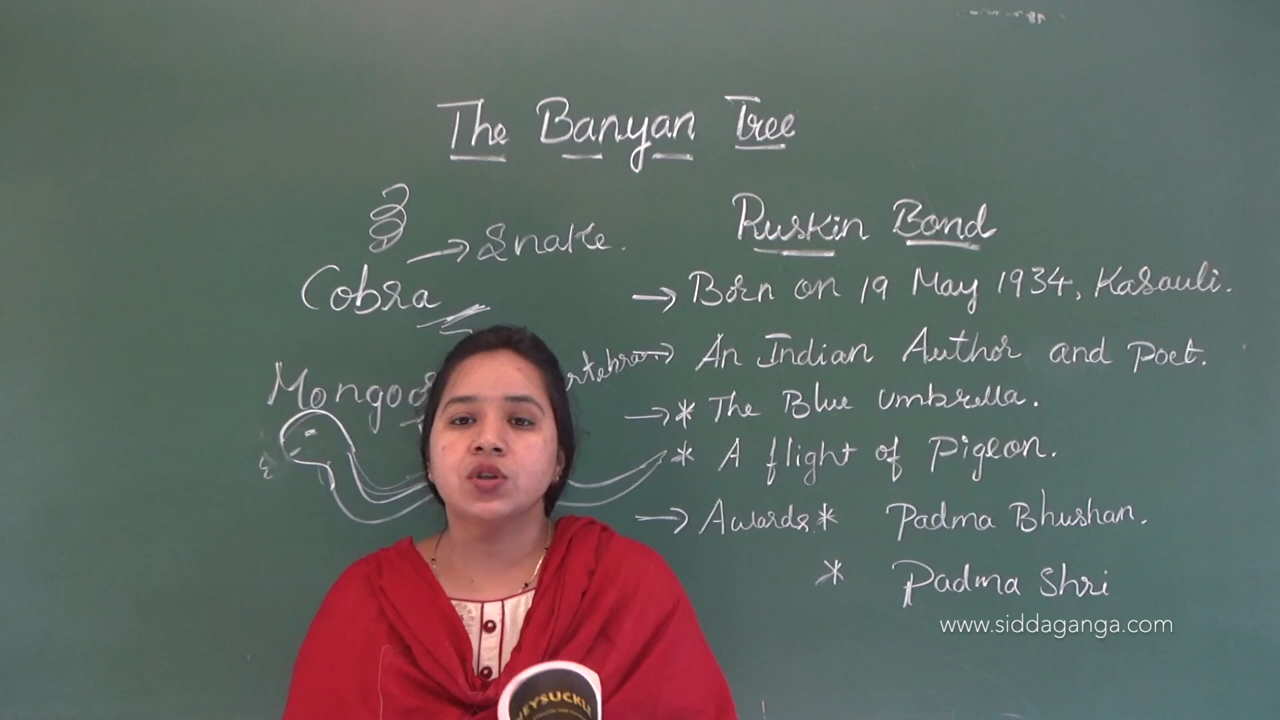 The Banyan Tree
Ruskin Bond
→ Snake.
Cobra
→ Born on 19 May 1934, Kasauli.
→ An Indian Author and Poet.
→ * The Blue umbrella.
* A flight of Pigeon.
→ Awards * Padma Bhushan.
* Padma Shri
www.siddaganga.com